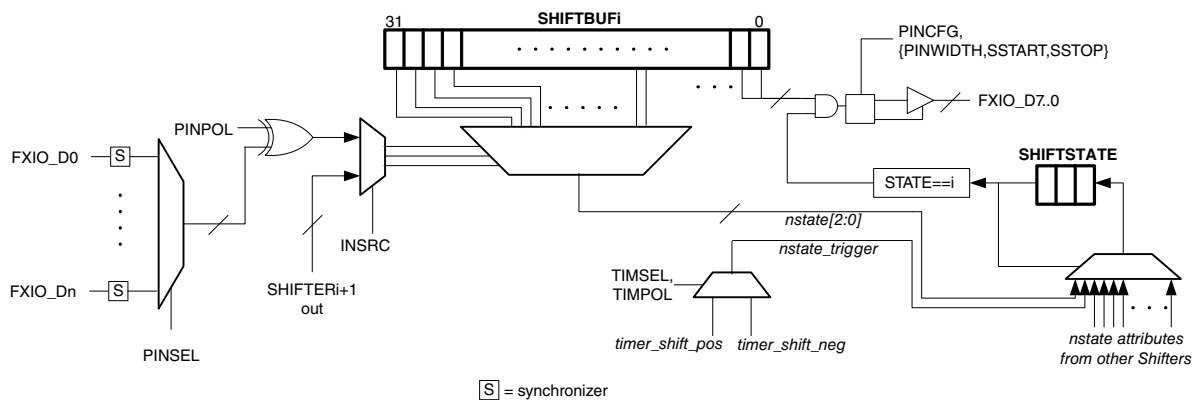 31
SHIFTBUFi
0
PINCFG,
{PINWIDTH,SSTART,SSTOP}
FXIO_D7..0
PINPOL
FXIO_D0
S
SHIFTSTATE
STATE==i
nstate[2:0]
INSRC
nstate_trigger
TIMSEL,
TIMPOL
FXIO_Dn
S
SHIFTERi+1
out
timer_shift_pos
timer_shift_neg
nstate attributes
from other Shifters
PINSEL
S = synchronizer